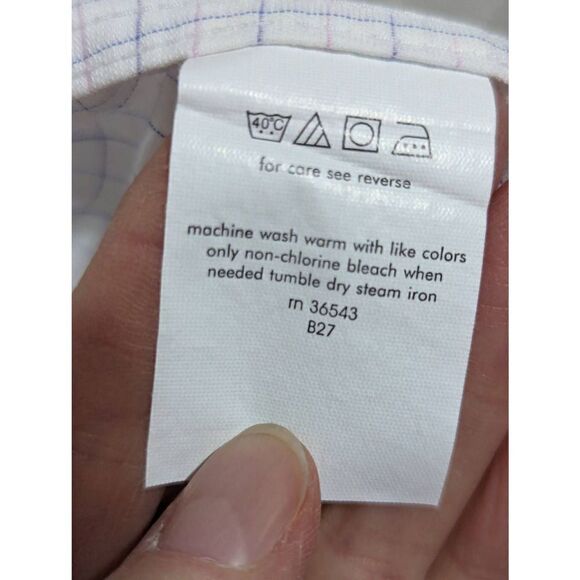 40°C
for care see reverse
machine wash warm with like colors
only non-chlorine bleach when
needed tumble dry steam iron
rn 36543
B27